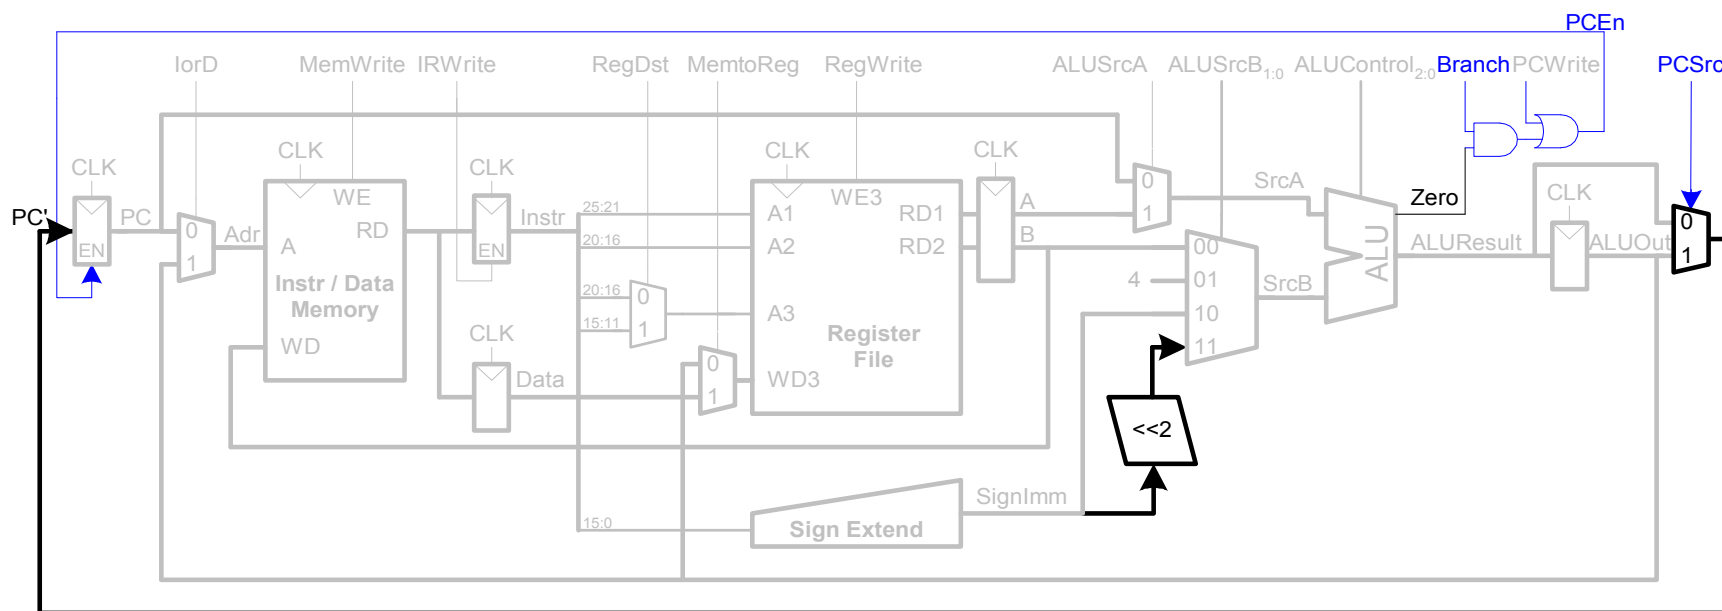 PCEn
IorD MemWrite IRWrite RegDst MemtoReg RegWrite ALUSrcA ALUSrcB1:0 ALUControl2:0 Branch PCWrite PCSrc
CLK CLK CLK CLK CLK
WE WE3
0 SrcA Zero CLK
PC' PC Adr A RD Instr 25:21 A1 RD1 A 1
EN 0 1 EN 20:16 A2 RD2 B 00 ALU ALUResult ALUOut 0 1
Instr / Data
Memory
4 01 SrcB
20:16 0
15:11 1
A3 10
Register
File
WD CLK 11
Data 0 1 WD3
<<2
SignImm
15:0 Sign Extend